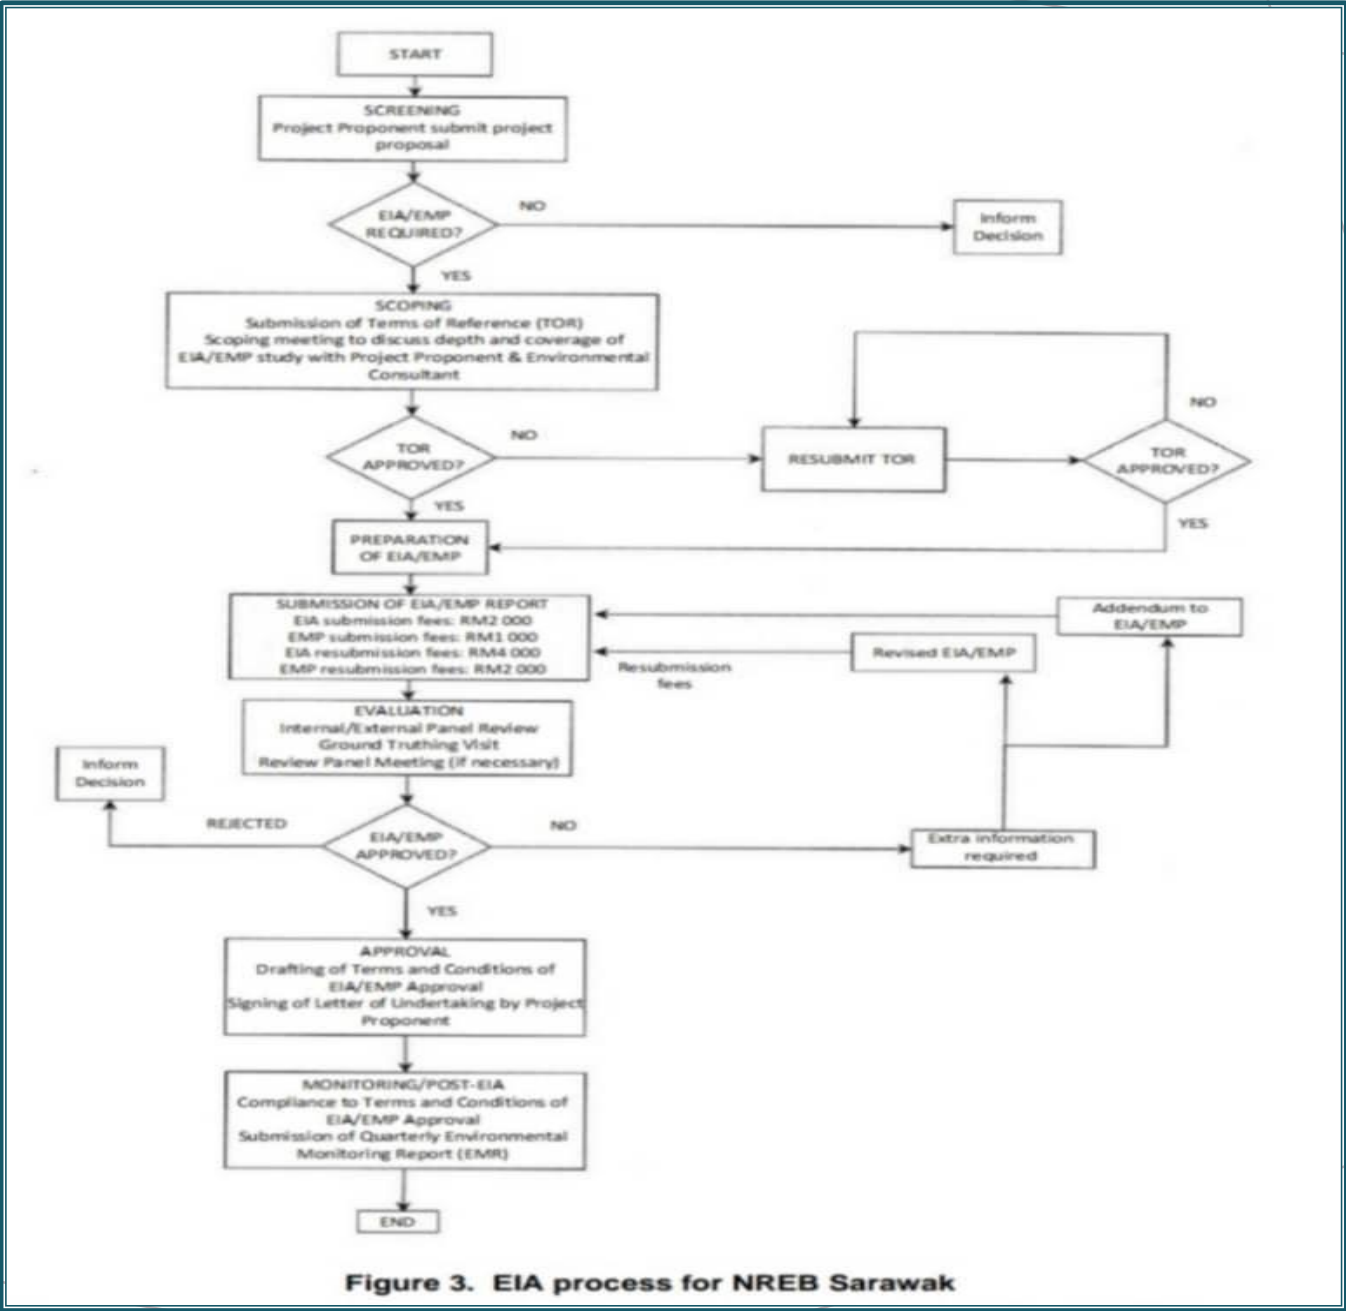 START
SCREENING
Project Proponent submit project
proposal
EIA/EMP
REQUIRED?
NO
Inform
Decision
YES
SCOPING
Submission of Terms of Reference (TOR)
Scoping meeting to discuss depth and coverage of
EIA/EMP study with Project Proponent & Environmental
Consultant
TOR
APPROVED?
NO
RESUBMIT TOR
TOR
APPROVED?
NO
YES
YES
PREPARATION
OF EIA/EMP
SUBMISSION OF EIA/EMP REPORT
EIA submission fees: RM2 000
EMP submission fees: RM1 000
EIA resubmission fees: RM4 000
EMP resubmission fees: RM2 000
Addendum to
EIA/EMP
Revised EIA/EMP
Resubmission
fees
EVALUATION
Internal/External Panel Review
Ground Truthing Visit
Review Panel Meeting (if necessary)
Inform
Decision
REJECTED
EIA/EMP
APPROVED?
NO
Extra information
required
YES
APPROVAL
Drafting of Terms and Conditions of
EIA/EMP Approval
Signing of Letter of Undertaking by Project
Proponent
MONITORING/POST-EIA
Compliance to Terms and Conditions of
EIA/EMP Approval
Submission of Quarterly Environmental
Monitoring Report (EMR)
END
Figure 3. EIA process for NREB Sarawak